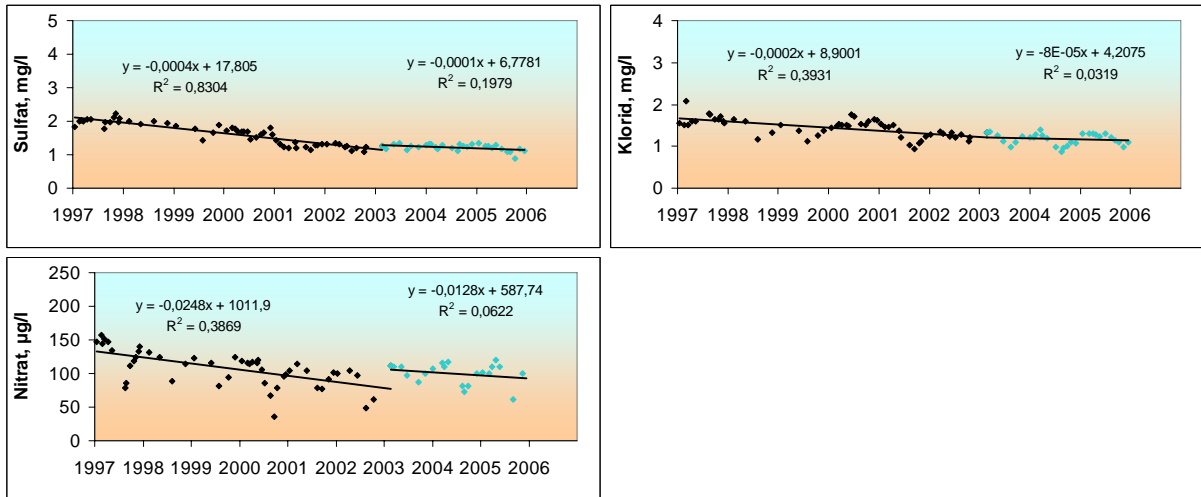 Sulfat, mg/l
5
4
3
2
1
0
y = -0,0004x + 17,805
R² = 0,8304
y = -0,0001x + 6,7781
R² = 0,1979
1997 1998 1999 2000 2001 2002 2003 2004 2005 2006
Klorid, mg/l
4
3
2
1
0
y = -0,0002x + 8,9001
R² = 0,3931
y = -8E-05x + 4,2075
R² = 0,0319
1997 1998 1999 2000 2001 2002 2003 2004 2005 2006
Nitrat, µg/l
250
200
150
100
50
0
y = -0,0248x + 1011,9
R² = 0,3869
y = -0,0128x + 587,74
R² = 0,0622
1997 1998 1999 2000 2001 2002 2003 2004 2005 2006